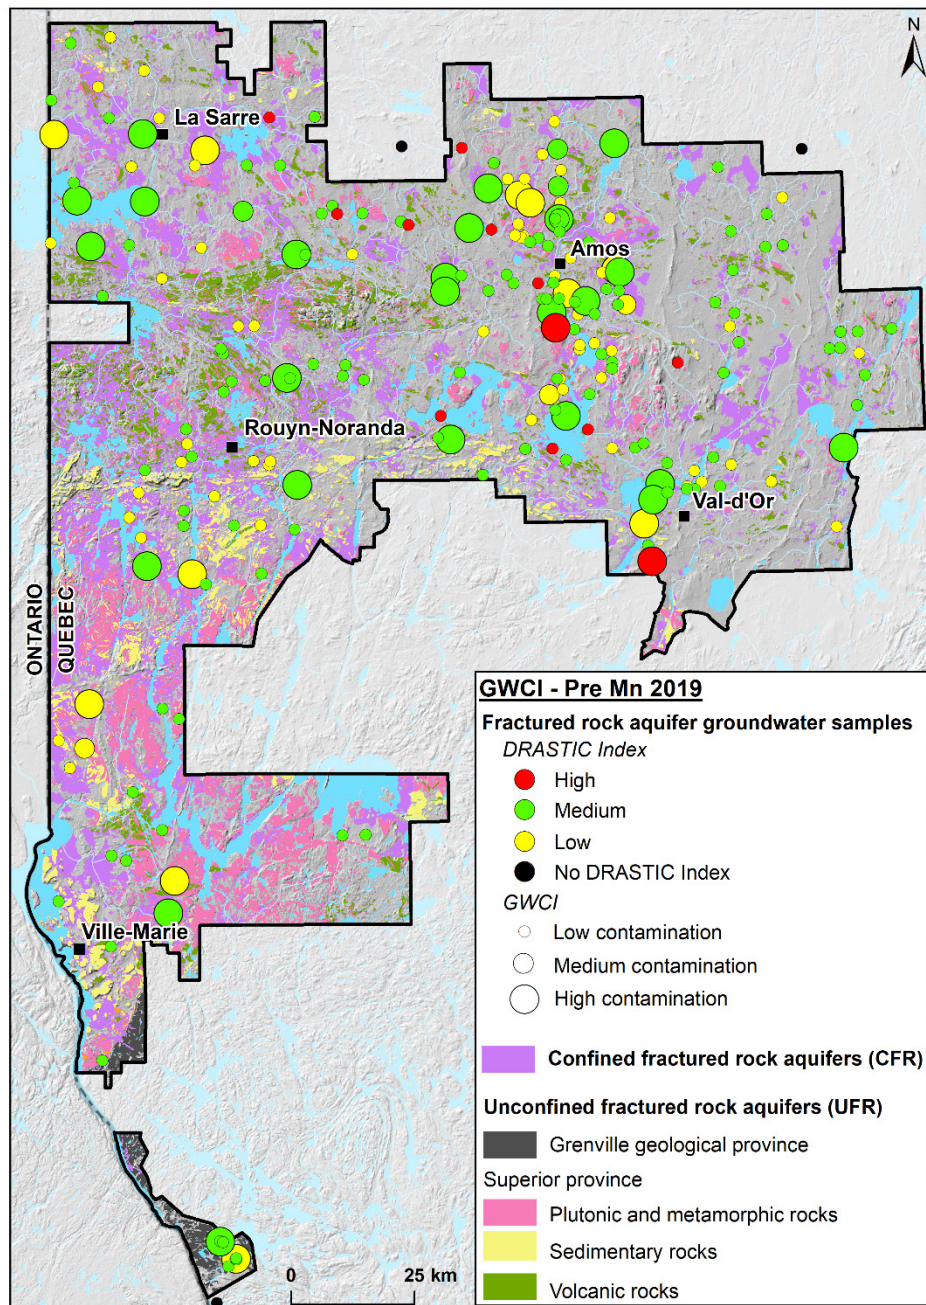 N
La Sarre
Amos
Rouyn-Noranda
Val-d'Or
ONTARIO
QUEBEC
Ville-Marie
GWCI - Pre Mn 2019
Fractured rock aquifer groundwater samples
DRASTIC Index
High
Medium
Low
No DRASTIC Index
GWCI
Low contamination
Medium contamination
High contamination
Confined fractured rock aquifers (CFR)
Unconfined fractured rock aquifers (UFR)
Grenville geological province
Superior province
Plutonic and metamorphic rocks
Sedimentary rocks
Volcanic rocks
0 25 km